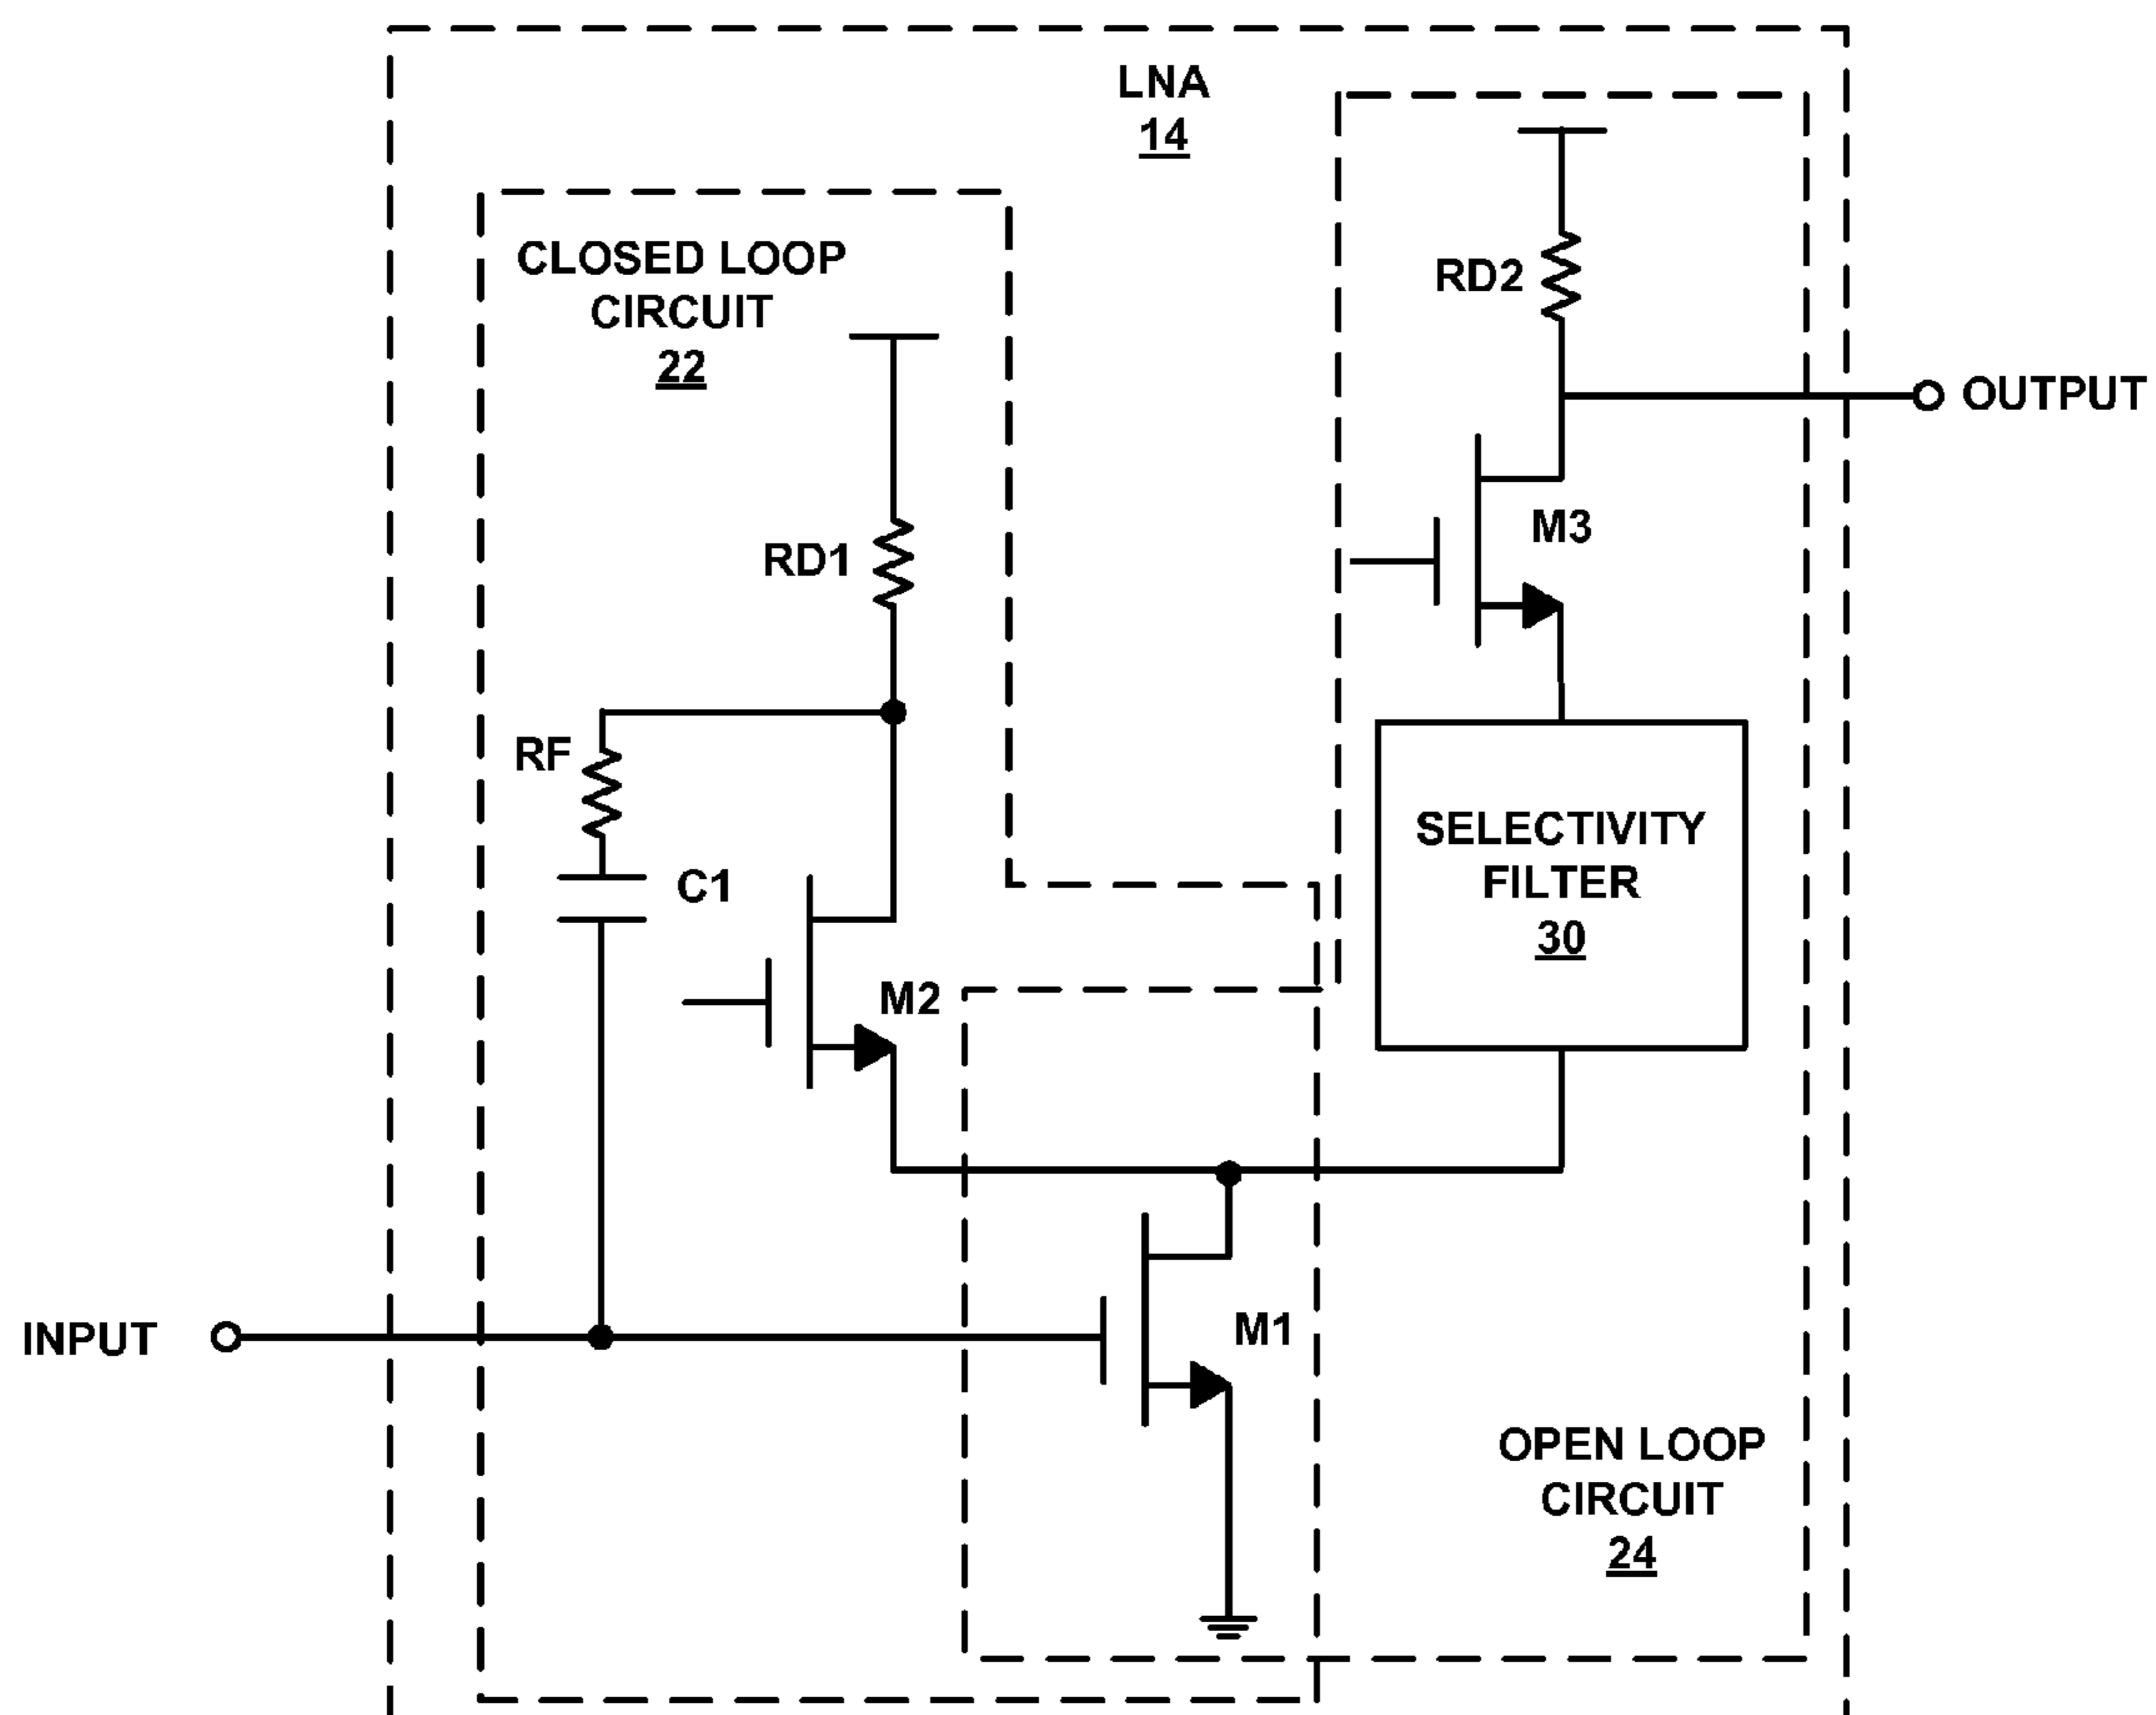 LNA
14
CLOSED LOOP
CIRCUIT
22
RD2
OUTPUT
M3
RD1
RF
SELECTIVITY
FILTER
30
C1
M2
INPUT
M1
OPEN LOOP
CIRCUIT
24